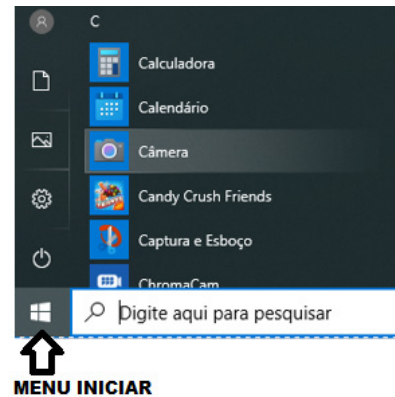 C
Calculadora
Calendário
Câmera
Candy Crush Friends
Captura e Esboço
ChromaCam
Digite aqui para pesquisar
MENU INICIAR